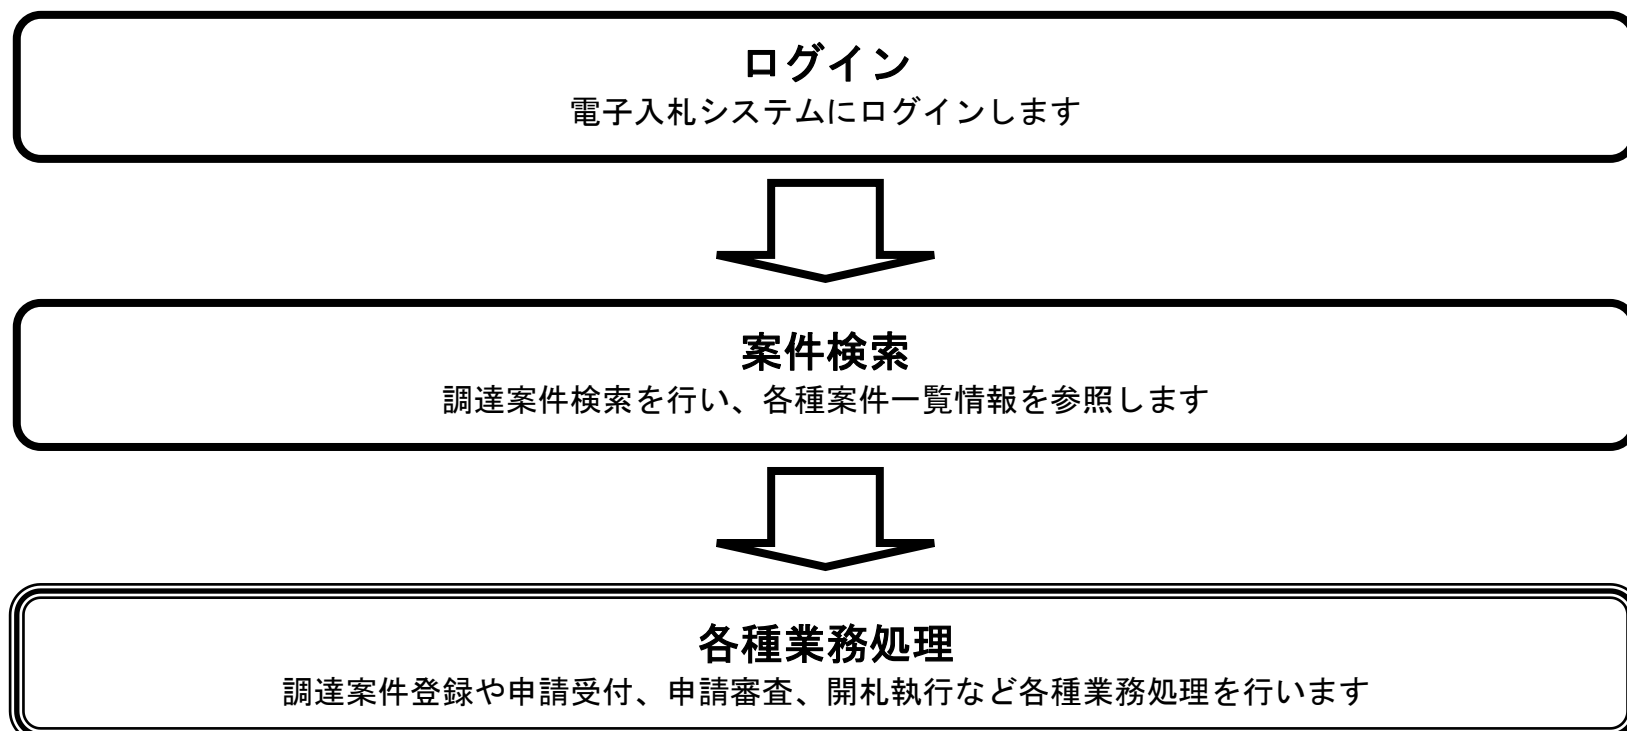 ログイン
電子入札システムにログインします
案件検索
調達案件検索を行い、各種案件一覧情報を参照します
各種業務処理
調達案件登録や申請受付、申請審査、開札執行など各種業務処理を行います